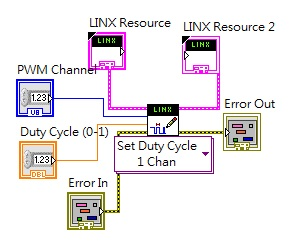 LINX Resource
LINX Resource 2
LINX
LINX
PWM Channel
1.23
U8
LINX
Duty Cycle (0-1)
1.23
DBL
Set Duty Cycle
1 Chan
Error Out
Error In